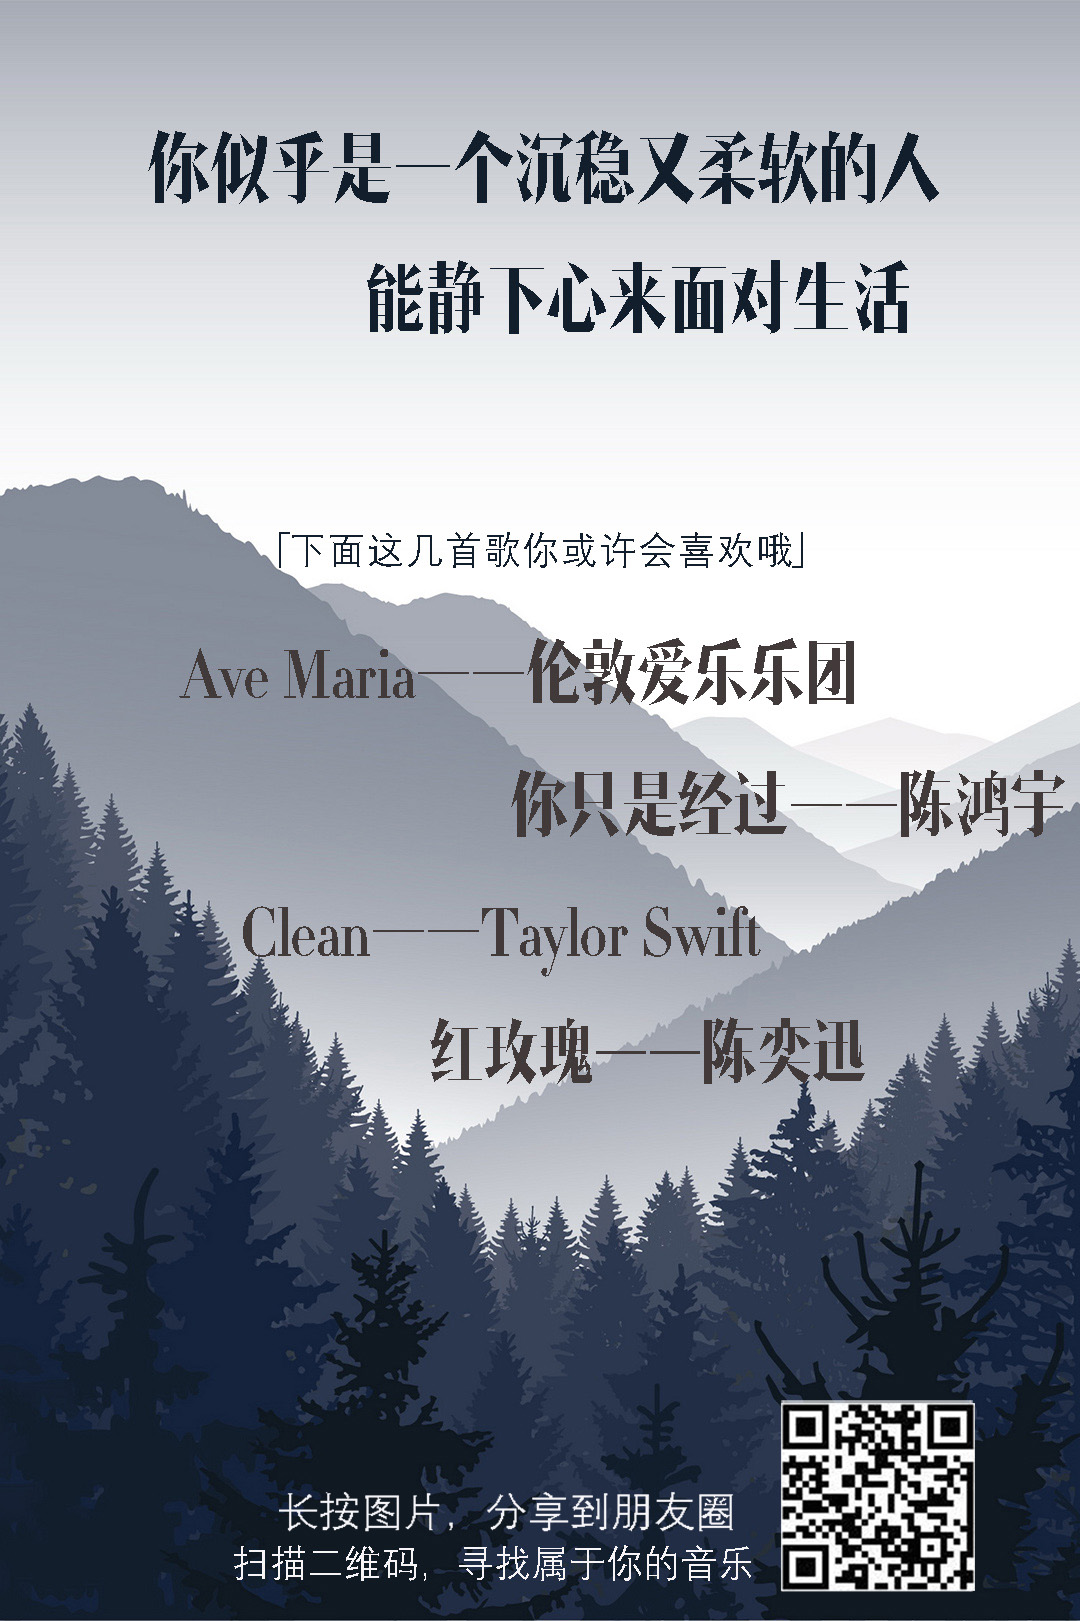 你似乎是一个沉稳又柔软的人
能静下心来面对生活
「下面这几首歌你或许会喜欢哦」
Ave Maria——伦敦爱乐乐团
你只是经过——陈鸿宇
Clean——Taylor Swift
红玫瑰——陈奕迅
长按图片，分享到朋友圈
扫描二维码，寻找属于你的音乐